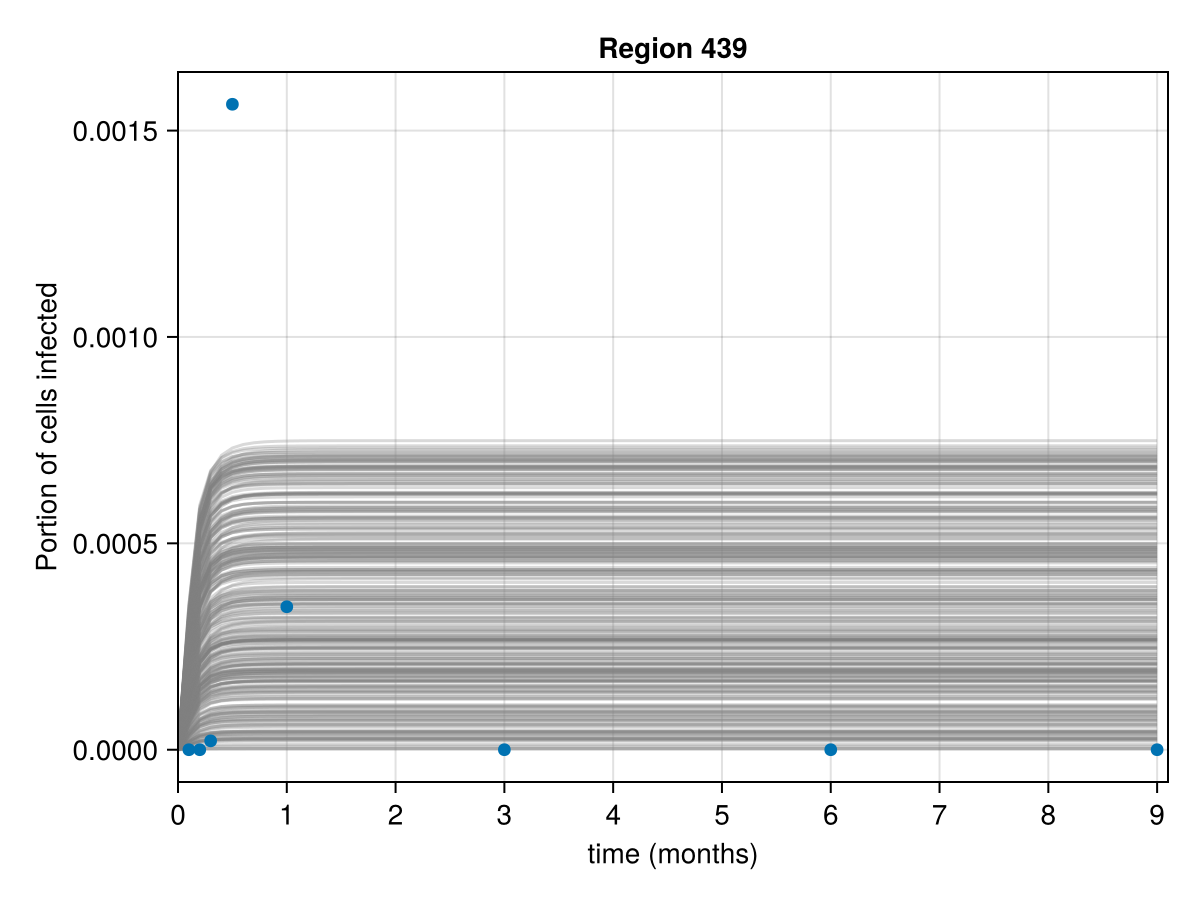 Region 439
Portion of cells infected
0.0015
0.0010
0.0005
0.0000
0 1 2 3 4 5 6 7 8 9
time (months)